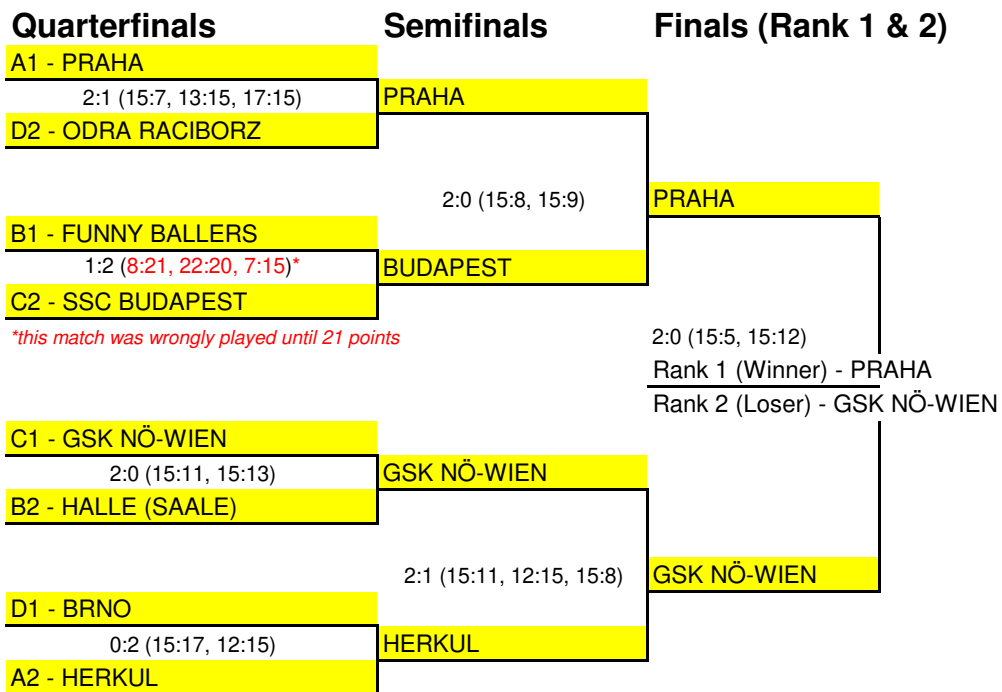 Quarterfinals Semifinals Finals (Rank 1 & 2)
A1 - PRAHA
2:1 (15:7, 13:15, 17:15)
PRAHA
D2 - ODRA RACIBORZ
2:0 (15:8, 15:9)
PRAHA
B1 - FUNNY BALLERS
1:2 (8:21, 22:20, 7:15)*
BUDAPEST
C2 - SSC BUDAPEST
*this match was wrongly played until 21 points
2:0 (15:5, 15:12)
Rank 1 (Winner) - PRAHA
Rank 2 (Loser) - GSK NÖ-WIEN
C1 - GSK NÖ-WIEN
2:0 (15:11, 15:13)
GSK NÖ-WIEN
B2 - HALLE (SAALE)
2:1 (15:11, 12:15, 15:8)
GSK NÖ-WIEN
D1 - BRNO
0:2 (15:17, 12:15)
HERKUL
A2 - HERKUL